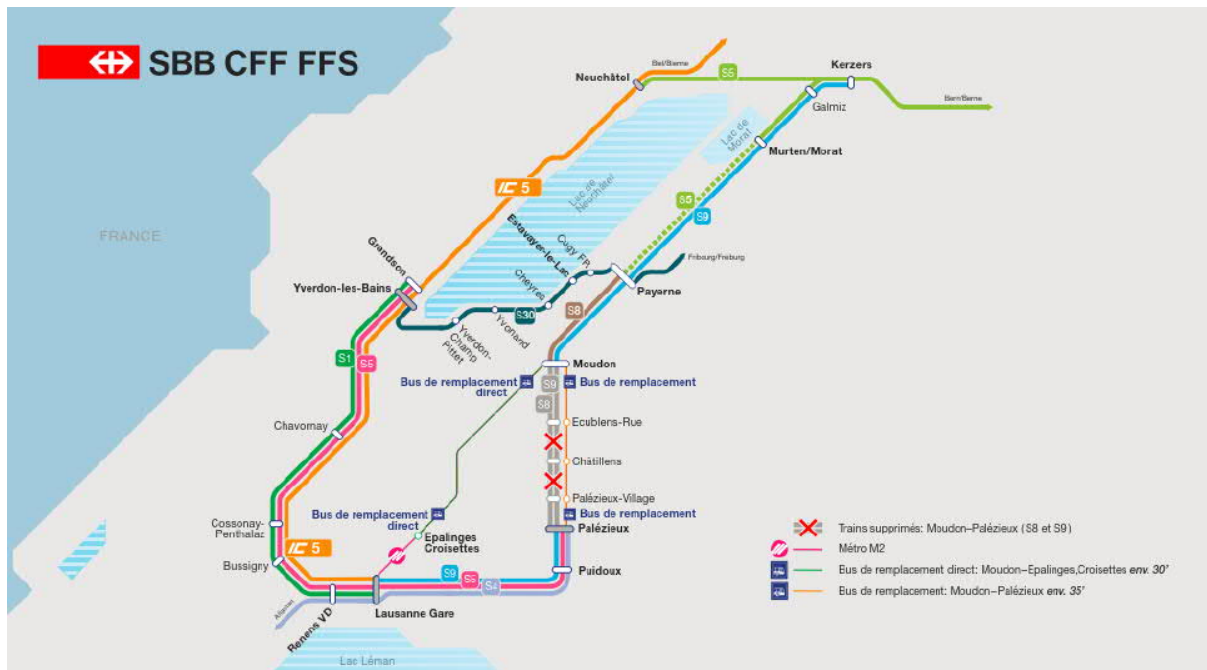 SBB CFF FFS
Biel/Bienne
Neuchâtel
S5
Kerzers
Galmiz
Bern/Berne
Lac de
Morat
Murten/Morat
IC 5
Lac de
Neuchâtel
S5
S9
FRANCE
Estavayer-le-Lac
Cugy FR
Fribourg/Freiburg
Grandson
Cheyres
Yverdon-les-Bains
Payerne
S30
Yvonand
S8
Yverdon-
Champ
Pittet
S1
S5
Moudon
Bus de remplacement
direct
S9
Bus de remplacement
S8
Ecublens-Rue
Chavornay
Châtillens
Palézieux-Village
Bus de remplacement
direct
Bus de remplacement
Cossonay-
Penthalaz
Palézieux
Epalinges
Croisettes
IC 5
Bussigny
Puidoux
S9
S5
S4
Allaman
Renens VD
Lausanne Gare
Lac Léman
Trains supprimés: Moudon–Palézieux (S8 et S9)
Métro M2
Bus de remplacement direct: Moudon–Epalinges,Croisettes env. 30'
Bus de remplacement: Moudon–Palézieux env. 35'